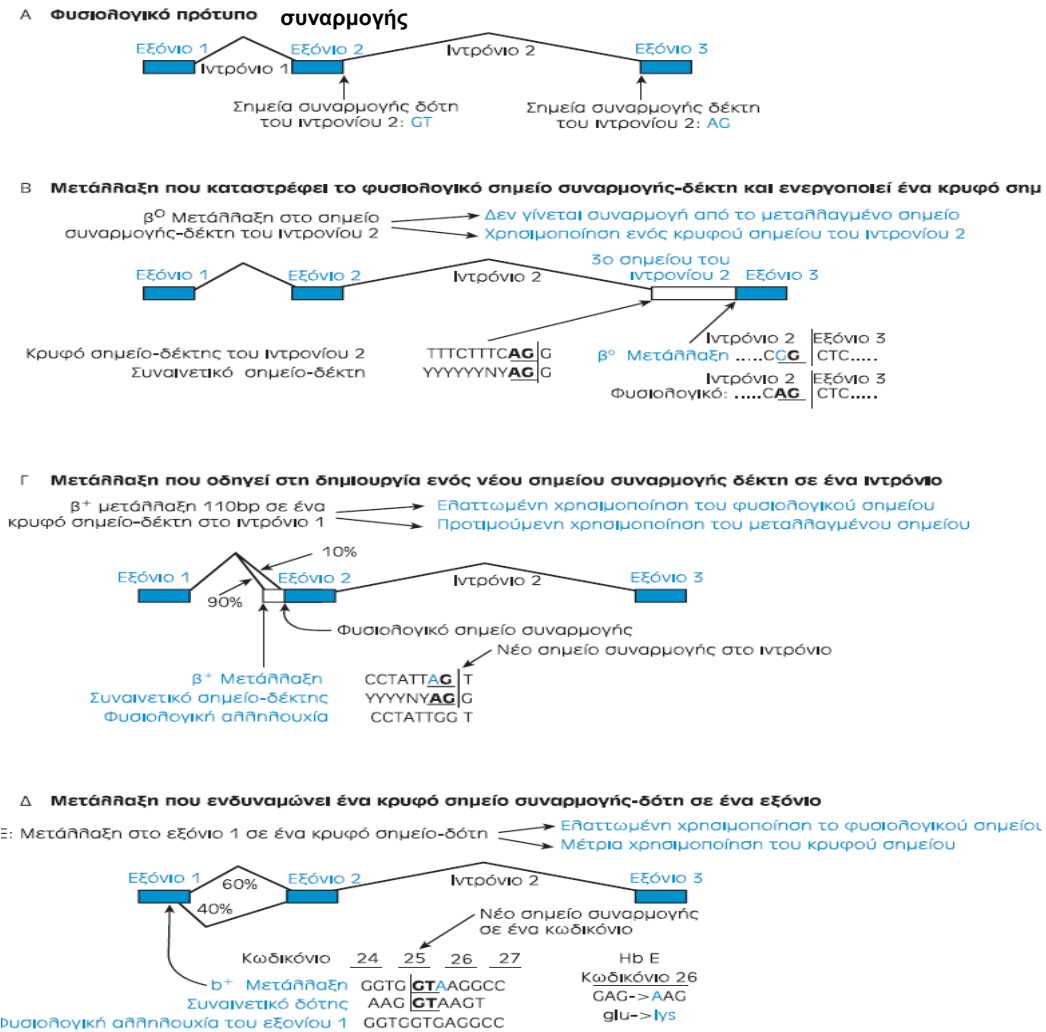 Α Φυσιολογικό πρότυπο συναρμογής
Εξόνιο 1 Εξόνιο 2 Ιντρόνιο 2 Εξόνιο 3
Ιντρόνιο 1
Σημεία συναρμογής δότη
του ιντρονίου 2: GT
Σημεία συναρμογής δέκτη
του ιντρονίου 2: AG
Β Μετάλλαξη που καταστρέφει το φυσιολογικό σημείο συναρμογής-δέκτη και ενεργοποιεί ένα κρυφό σημ
β⁰ Μετάλλαξη στο σημείο
συναρμογής-δέκτη του ιντρονίου 2
Δεν γίνεται συναρμογή από το μεταλλαγμένο σημείο
Χρησιμοποίηση ενός κρυφού σημείου του ιντρονίου 2
Εξόνιο 1 Εξόνιο 2 Ιντρόνιο 2
3ο σημείου του
ιντρονίου 2 Εξόνιο 3
Κρυφό σημείο-δέκτης του ιντρονίου 2 TTTCTTTCAG G
Συναινετικό σημείο-δέκτη YYYYYYNYAG G
Ιντρόνιο 2 Εξόνιο 3
β⁰ Μετάλλαξη .....CGG CTC.....
Ιντρόνιο 2 Εξόνιο 3
Φυσιολογικό: .....CAG CTC.....
Γ Μετάλλαξη που οδηγεί στη δημιουργία ενός νέου σημείου συναρμογής δέκτη σε ένα ιντρόνιο
β⁺ μετάλλαξη 110bp σε ένα
κρυφό σημείο-δέκτη στο ιντρόνιο 1
Ελαττωμένη χρησιμοποίηση του φυσιολογικού σημείου
Προτιμούμενη χρησιμοποίηση του μεταλλαγμένου σημείου
10%
Εξόνιο 1 Εξόνιο 2 Ιντρόνιο 2 Εξόνιο 3
90%
Φυσιολογικό σημείο συναρμογής
Νέο σημείο συναρμογής στο ιντρόνιο
β⁺ Μετάλλαξη CCTATTAG T
Συναινετικό σημείο-δέκτης YYYYNYAG G
Φυσιολογική αλληλουχία CCTATTGG T
Δ Μετάλλαξη που ενδυναμώνει ένα κρυφό σημείο συναρμογής-δότη σε ένα εξόνιο
Ε: Μετάλλαξη στο εξόνιο 1 σε ένα κρυφό σημείο-δότη
Ελαττωμένη χρησιμοποίηση το φυσιολογικού σημείου
Μέτρια χρησιμοποίηση του κρυφού σημείου
Εξόνιο 1 60% Εξόνιο 2 Ιντρόνιο 2 Εξόνιο 3
40%
Νέο σημείο συναρμογής
σε ένα κωδικόνιο
Κωδικόνιο 24 25 26 27
b⁺ Μετάλλαξη GGTG GTAAGGCC
Συναινετικό δότης AAG GTAAGT
Φυσιολογική αλληλουχία του εξονίου 1 GGTGGTGAGGCC
Hb E
Κωδικόνιο 26
GAG->AAG
glu->lys